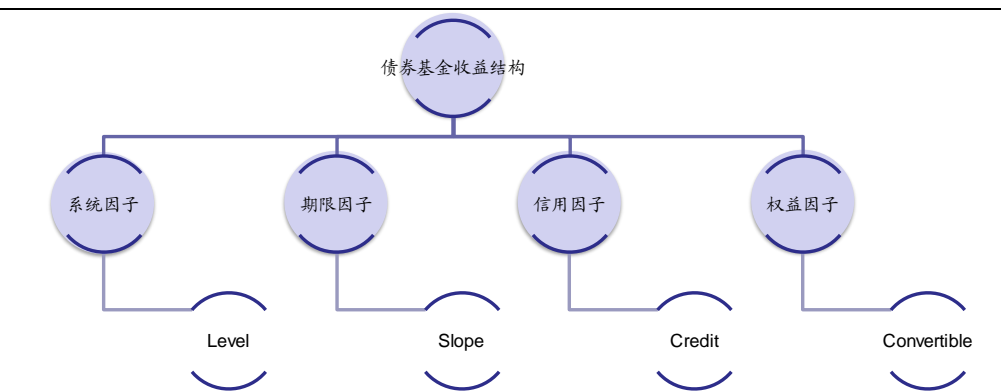 债券基金收益结构
系统因子
期限因子
信用因子
权益因子
Level
Slope
Credit
Convertible